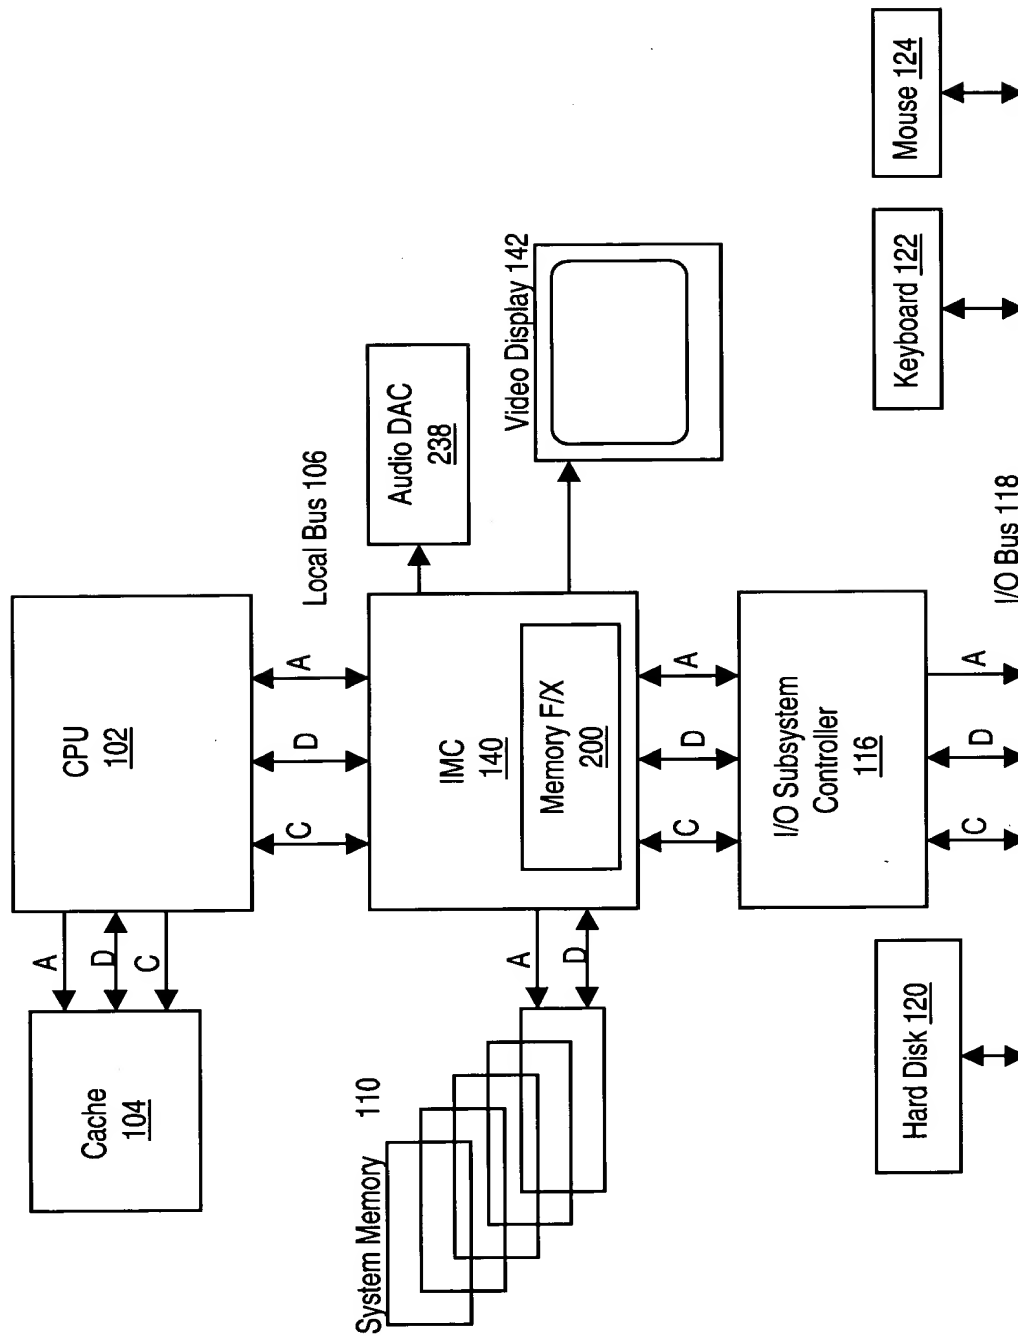 Cache
104
A
D
C
CPU
102
C
D
A
Local Bus 106
System Memory
110
A
D
IMC
140
Memory F/X
200
Audio DAC
238
Video Display 142
C
D
A
I/O Subsystem
Controller
116
Hard Disk 120
Keyboard 122
Mouse 124
C
D
A
I/O Bus 118